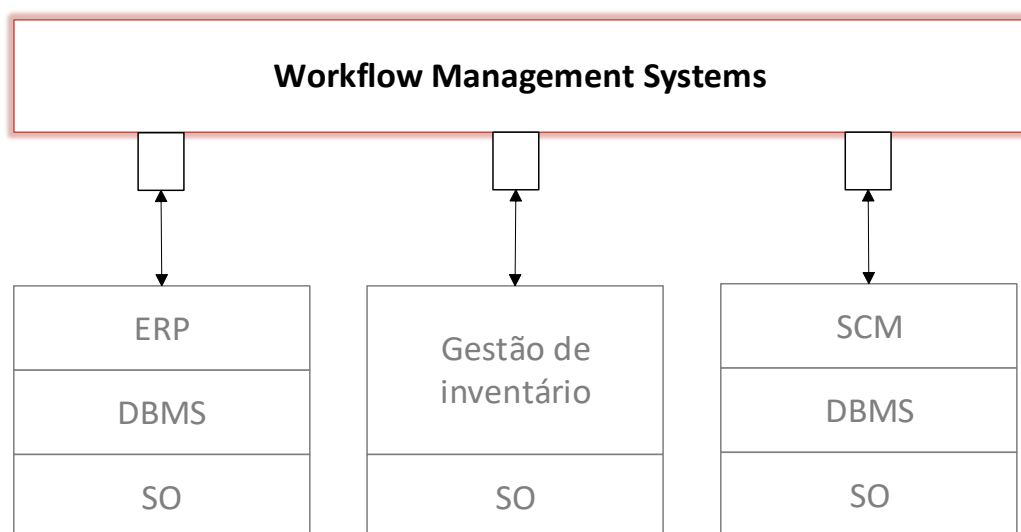 Workflow Management Systems
ERP
DBMS
SO
Gestão de
inventário
SO
SCM
DBMS
SO